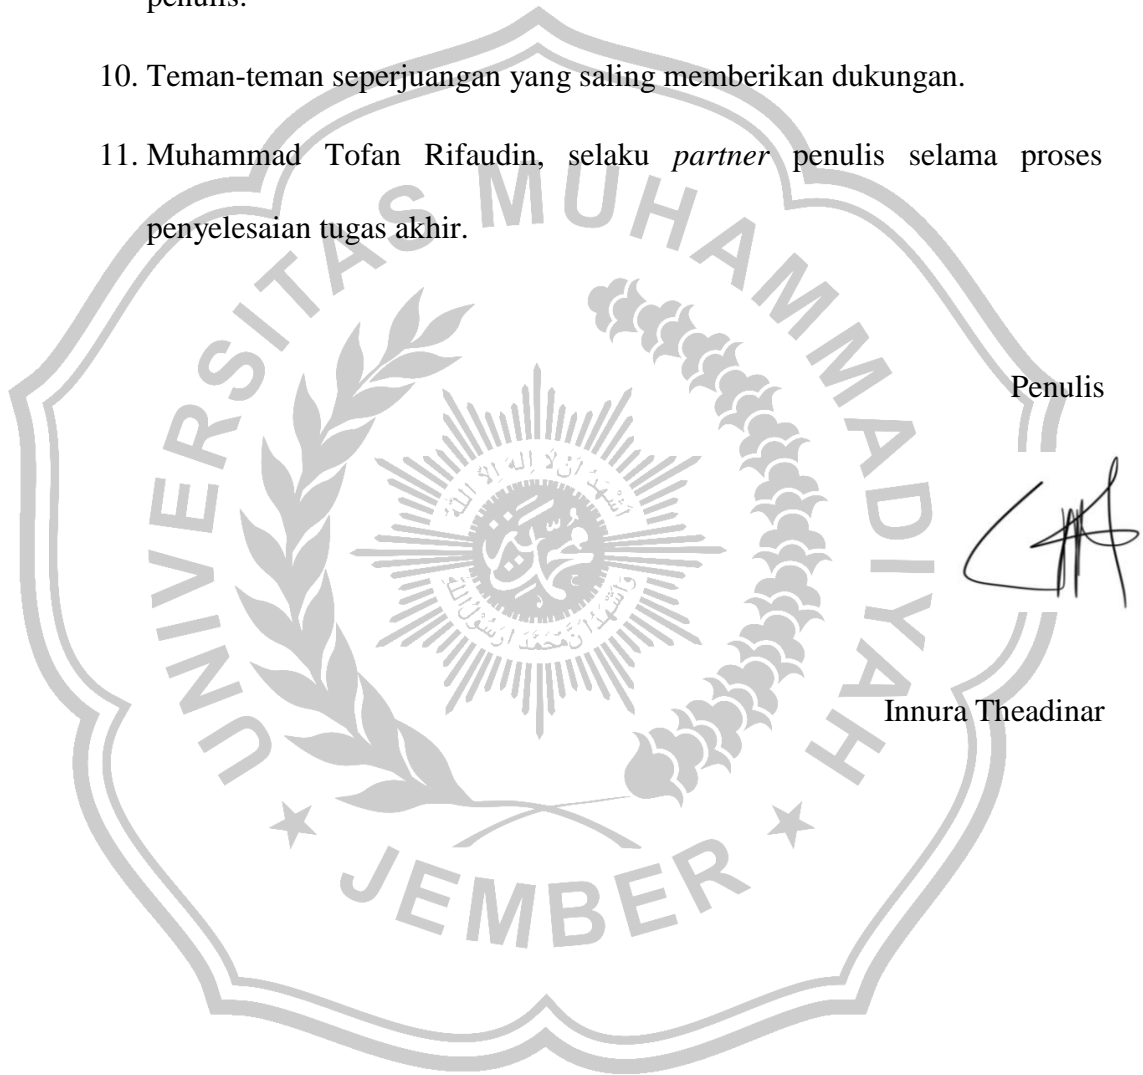 penulis.
10. Teman-teman seperjuangan yang saling memberikan dukungan.
11. Muhammad Tofan Rifaudin, selaku partner penulis selama proses
penyelesaian tugas akhir.
Penulis
Innura Theadinar
UNIVERSITAS MUHAMMADIYAH
JEMBER